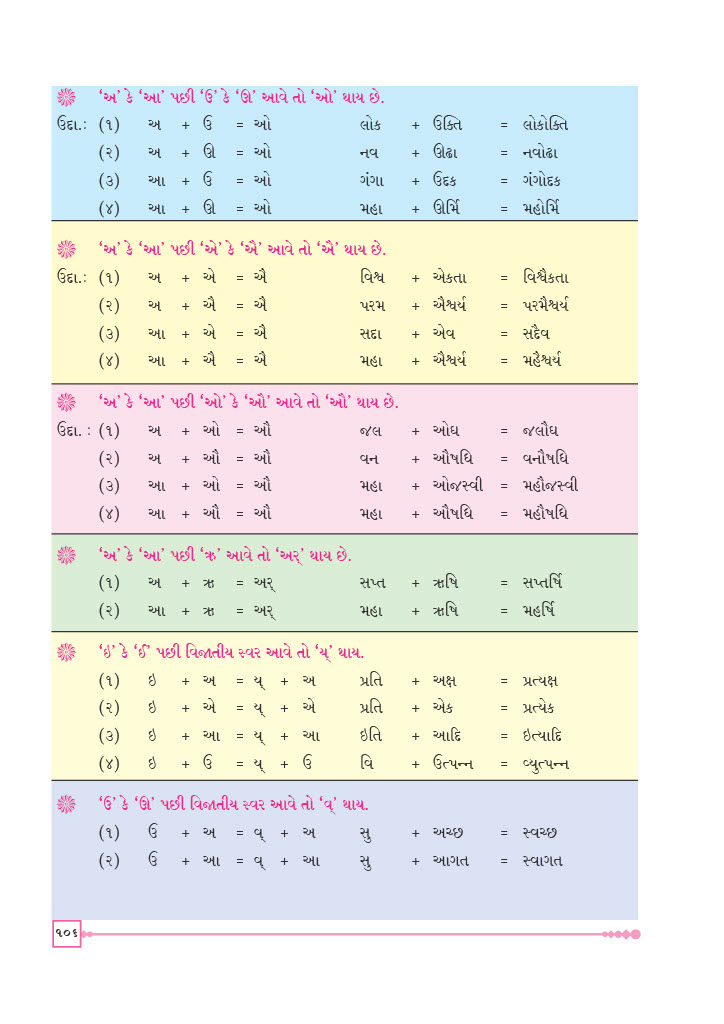 ‘અ’ કે ‘આ’ પછી ‘ઉ’ કે ‘ઊ’ આવે તો ‘ઓ’ થાય છે.
ઉદા.: (૧) અ + ઉ = ઓ લોક + ઉક્તિ = લોકોક્તિ
(૨) અ + ઊ = ઓ નવ + ઊઢા = નવોઢા
(૩) આ + ઉ = ઓ ગંગા + ઉદક = ગંગોદક
(૪) આ + ઊ = ઓ મહા + ઊર્મિ = મહોર્મિ
‘અ’ કે ‘આ’ પછી ‘એ’ કે ‘ઐ’ આવે તો ‘ઐ’ થાય છે.
ઉદા.: (૧) અ + એ = ઐ વિશ્વ + એકતા = વિશ્વૈકતા
(૨) અ + ઐ = ઐ પરમ + ઐશ્વર્ય = પરમૈશ્વર્ય
(૩) આ + એ = ઐ સદા + એવ = સદૈવ
(૪) આ + ઐ = ઐ મહા + ઐશ્વર્ય = મહૈશ્વર્ય
‘અ’ કે ‘આ’ પછી ‘ઓ’ કે ‘ઔ’ આવે તો ‘ઔ’ થાય છે.
ઉદા. : (૧) અ + ઓ = ઔ જલ + ઓઘ = જલૌઘ
(૨) અ + ઔ = ઔ વન + ઔષધિ = વનૌષધિ
(૩) આ + ઓ = ઔ મહા + ઓજસ્વી = મહૌજસ્વી
(૪) આ + ઔ = ઔ મહા + ઔષધિ = મહૌષધિ
‘અ’ કે ‘આ’ પછી ‘ઋ’ આવે તો ‘અર્’ થાય છે.
(૧) અ + ઋ = અર્ સપ્ત + ઋષિ = સપ્તર્ષિ
(૨) આ + ઋ = અર્ મહા + ઋષિ = મહર્ષિ
‘ઇ’ કે ‘ઈ’ પછી વિજાતીય સ્વર આવે તો ‘ય્’ થાય.
(૧) ઇ + અ = ય્ + અ પ્રતિ + અક્ષ = પ્રત્યક્ષ
(૨) ઇ + એ = ય્ + એ પ્રતિ + એક = પ્રત્યેક
(૩) ઇ + આ = ય્ + આ ઇતિ + આદિ = ઇત્યાદિ
(૪) ઇ + ઉ = ય્ + ઉ વિ + ઉત્પન્ન = વ્યુત્પન્ન
‘ઉ’ કે ‘ઊ’ પછી વિજાતીય સ્વર આવે તો ‘વ્’ થાય.
(૧) ઉ + અ = વ્ + અ સુ + અચ્છ = સ્વચ્છ
(૨) ઉ + આ = વ્ + આ સુ + આગત = સ્વાગત
૧૦૬